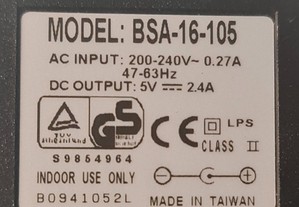 MODEL: BSA-16-105
AC INPUT: 200-240V~ 0.27A
47-63Hz
DC OUTPUT: 5V ⎓ 2.4A
TÜV
GS
CE
LPS
CLASS II
S9854964
INDOOR USE ONLY
B0941052L
MADE IN TAIWAN